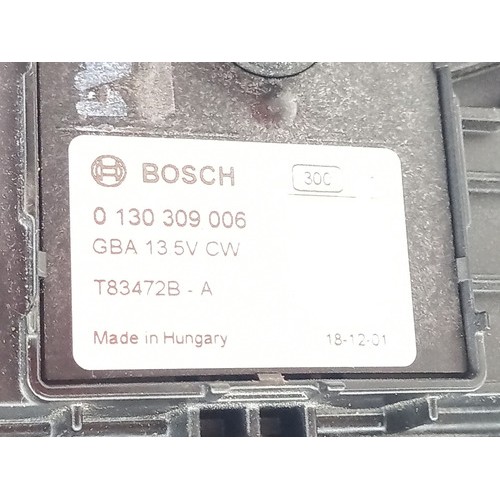 BOSCH 300
0 130 309 006
GBA 13 5V CW
T83472B - A
Made in Hungary 18-12-01